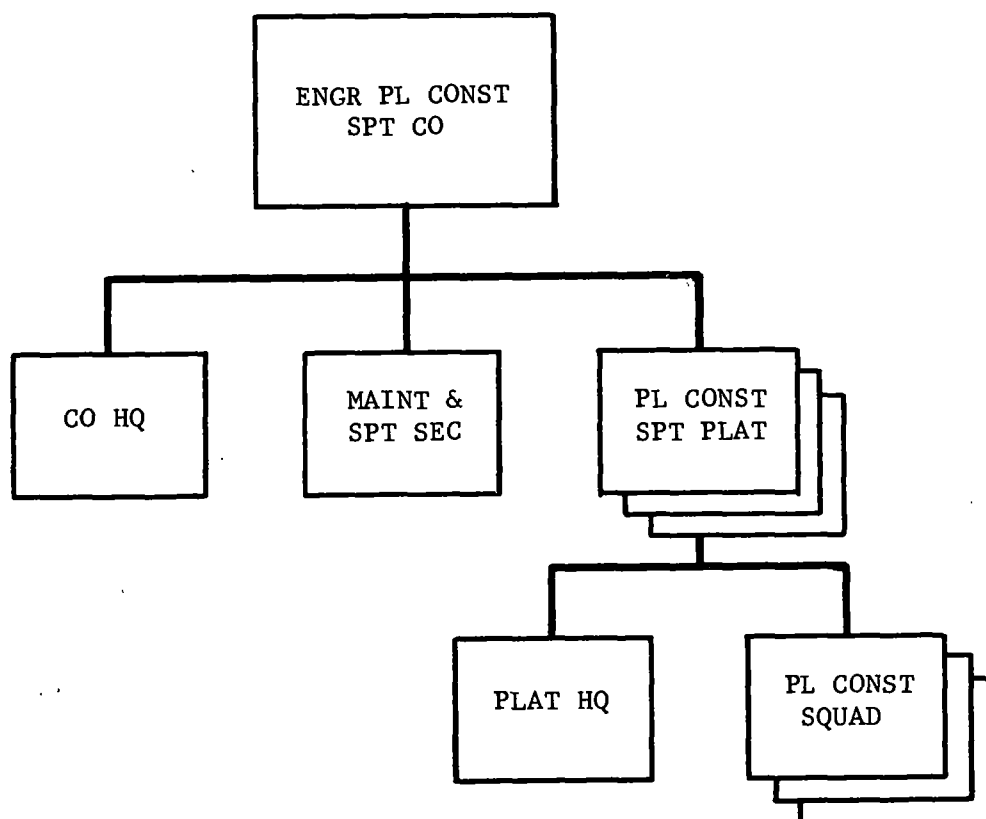 ENGR PL CONST
SPT CO
CO HQ
MAINT &
SPT SEC
PL CONST
SPT PLAT
PLAT HQ
PL CONST
SQUAD